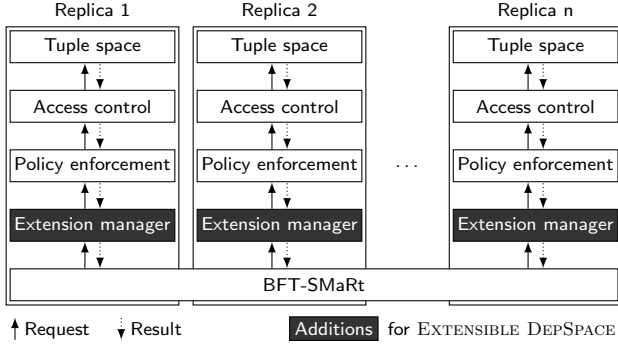 Replica 1 Replica 2 Replica n
Tuple space Tuple space Tuple space
Access control Access control Access control
Policy enforcement Policy enforcement ... Policy enforcement
Extension manager Extension manager Extension manager
BFT-SMaRt
Request Result Additions for EXTENSIBLE DEPSPACE